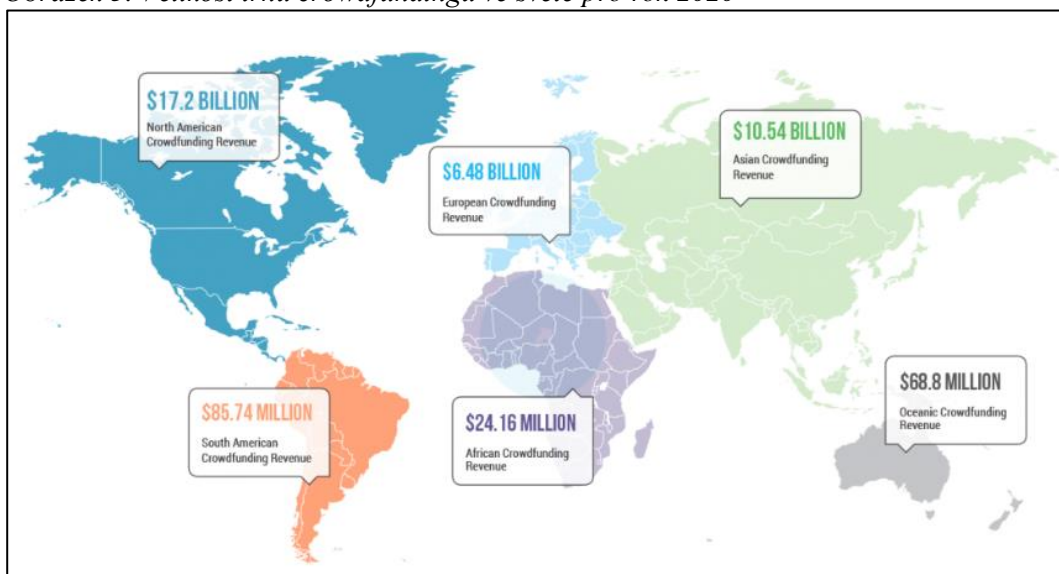 Obrázek Velikost trhu crowdfundingu ve světě pro rok 2020
$17.2 BILLION
North American
Crowdfunding Revenue
$10.54 BILLION
Asian Crowdfunding
Revenue
$6.48 BILLION
European Crowdfunding
Revenue
$85.74 MILLION
South American
Crowdfunding Revenue
$24.16 MILLION
African Crowdfunding
Revenue
$68.8 MILLION
Oceanic Crowdfunding
Revenue